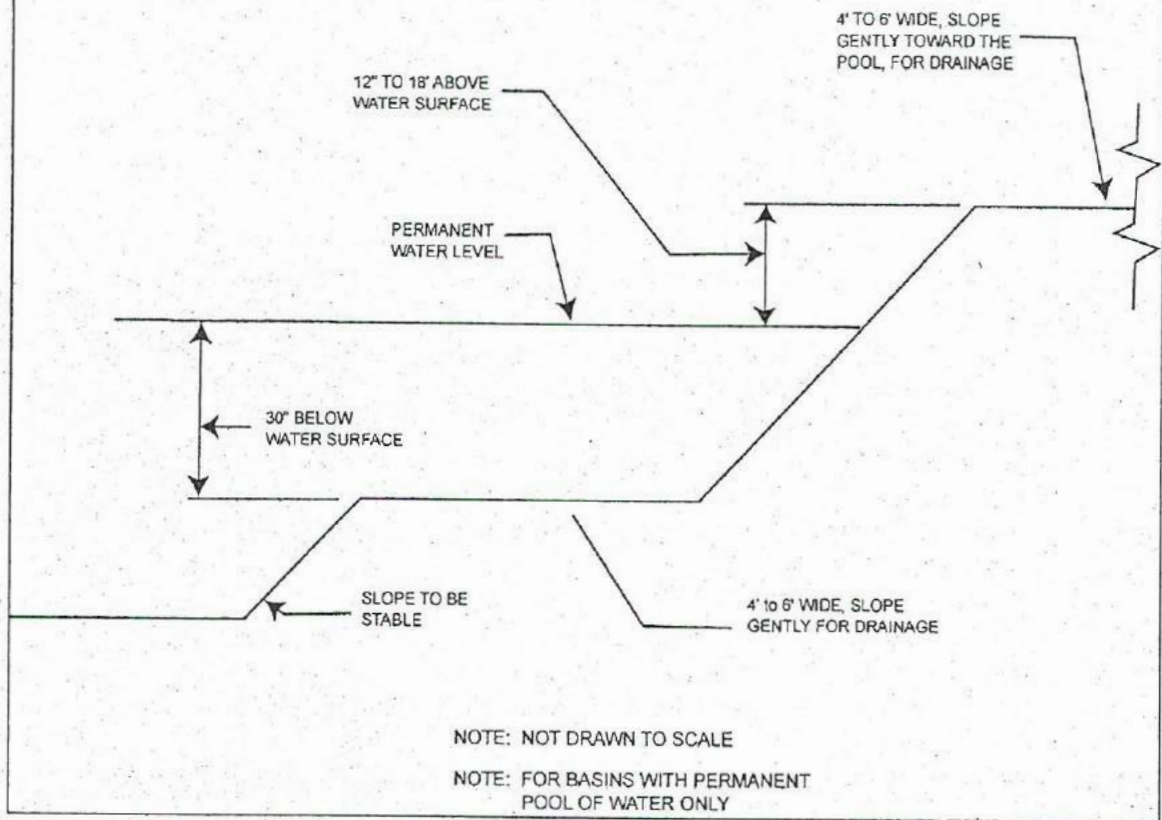 4' TO 6' WIDE, SLOPE
GENTLY TOWARD THE
POOL, FOR DRAINAGE
12" TO 18' ABOVE
WATER SURFACE
PERMANENT
WATER LEVEL
30" BELOW
WATER SURFACE
SLOPE TO BE
STABLE
4' to 6' WIDE, SLOPE
GENTLY FOR DRAINAGE
NOTE: NOT DRAWN TO SCALE
NOTE: FOR BASINS WITH PERMANENT
POOL OF WATER ONLY